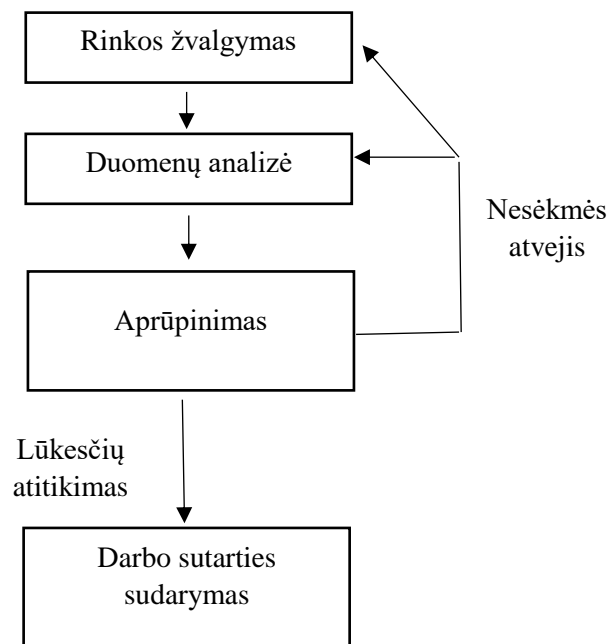 Rinkos žvalgymas
Duomenų analizė
Nesėkmės
atvejis
Aprūpinimas
Lūkesčių
atitikimas
Darbo sutarties
sudarymas